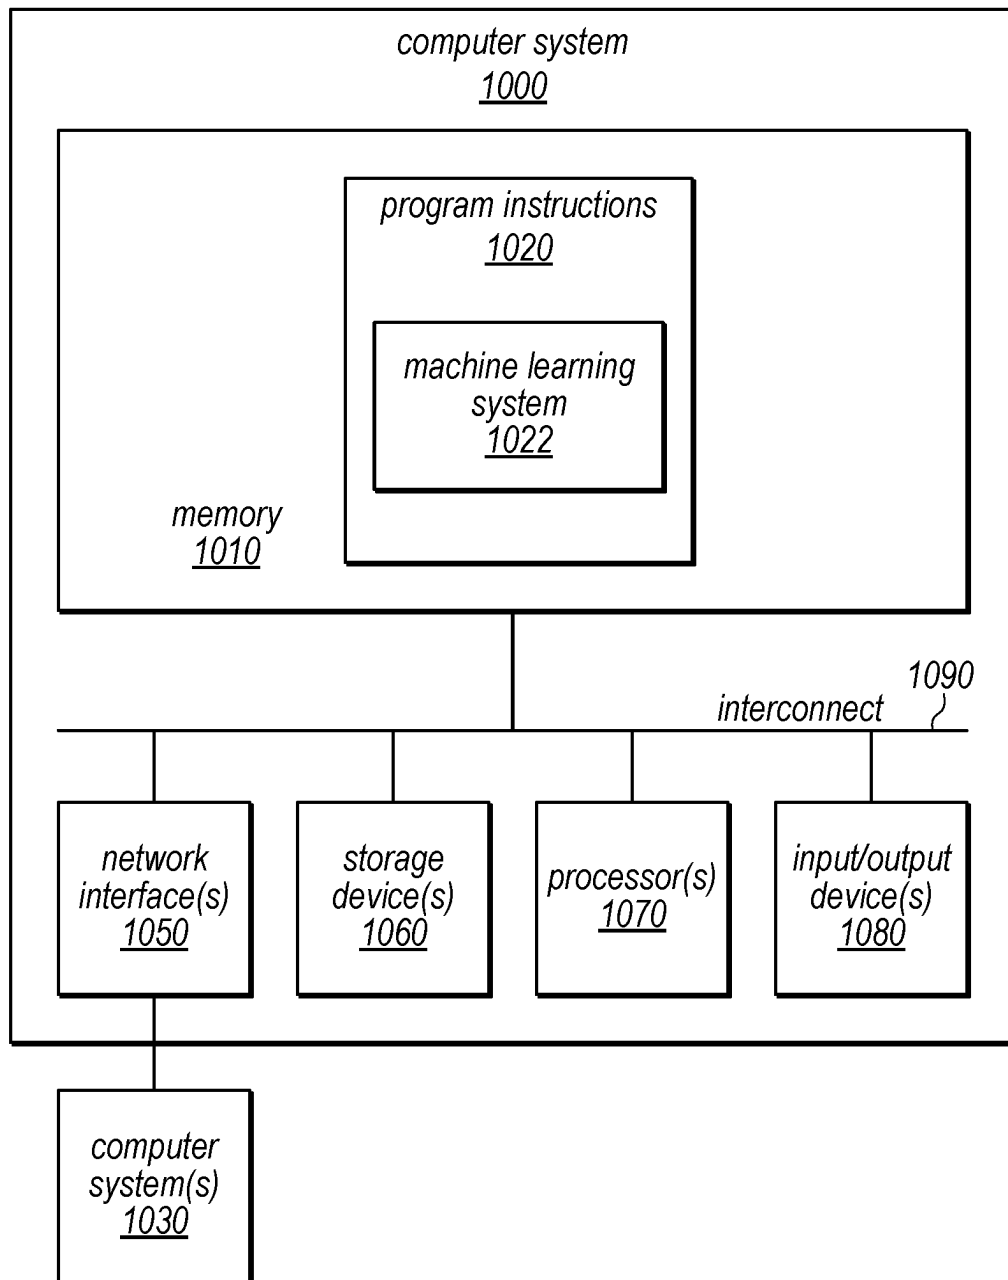 computer system
1000
program instructions
1020
machine learning
system
1022
memory
1010
1090
interconnect
network
interface(s)
1050
storage
device(s)
1060
processor(s)
1070
input/output
device(s)
1080
computer
system(s)
1030